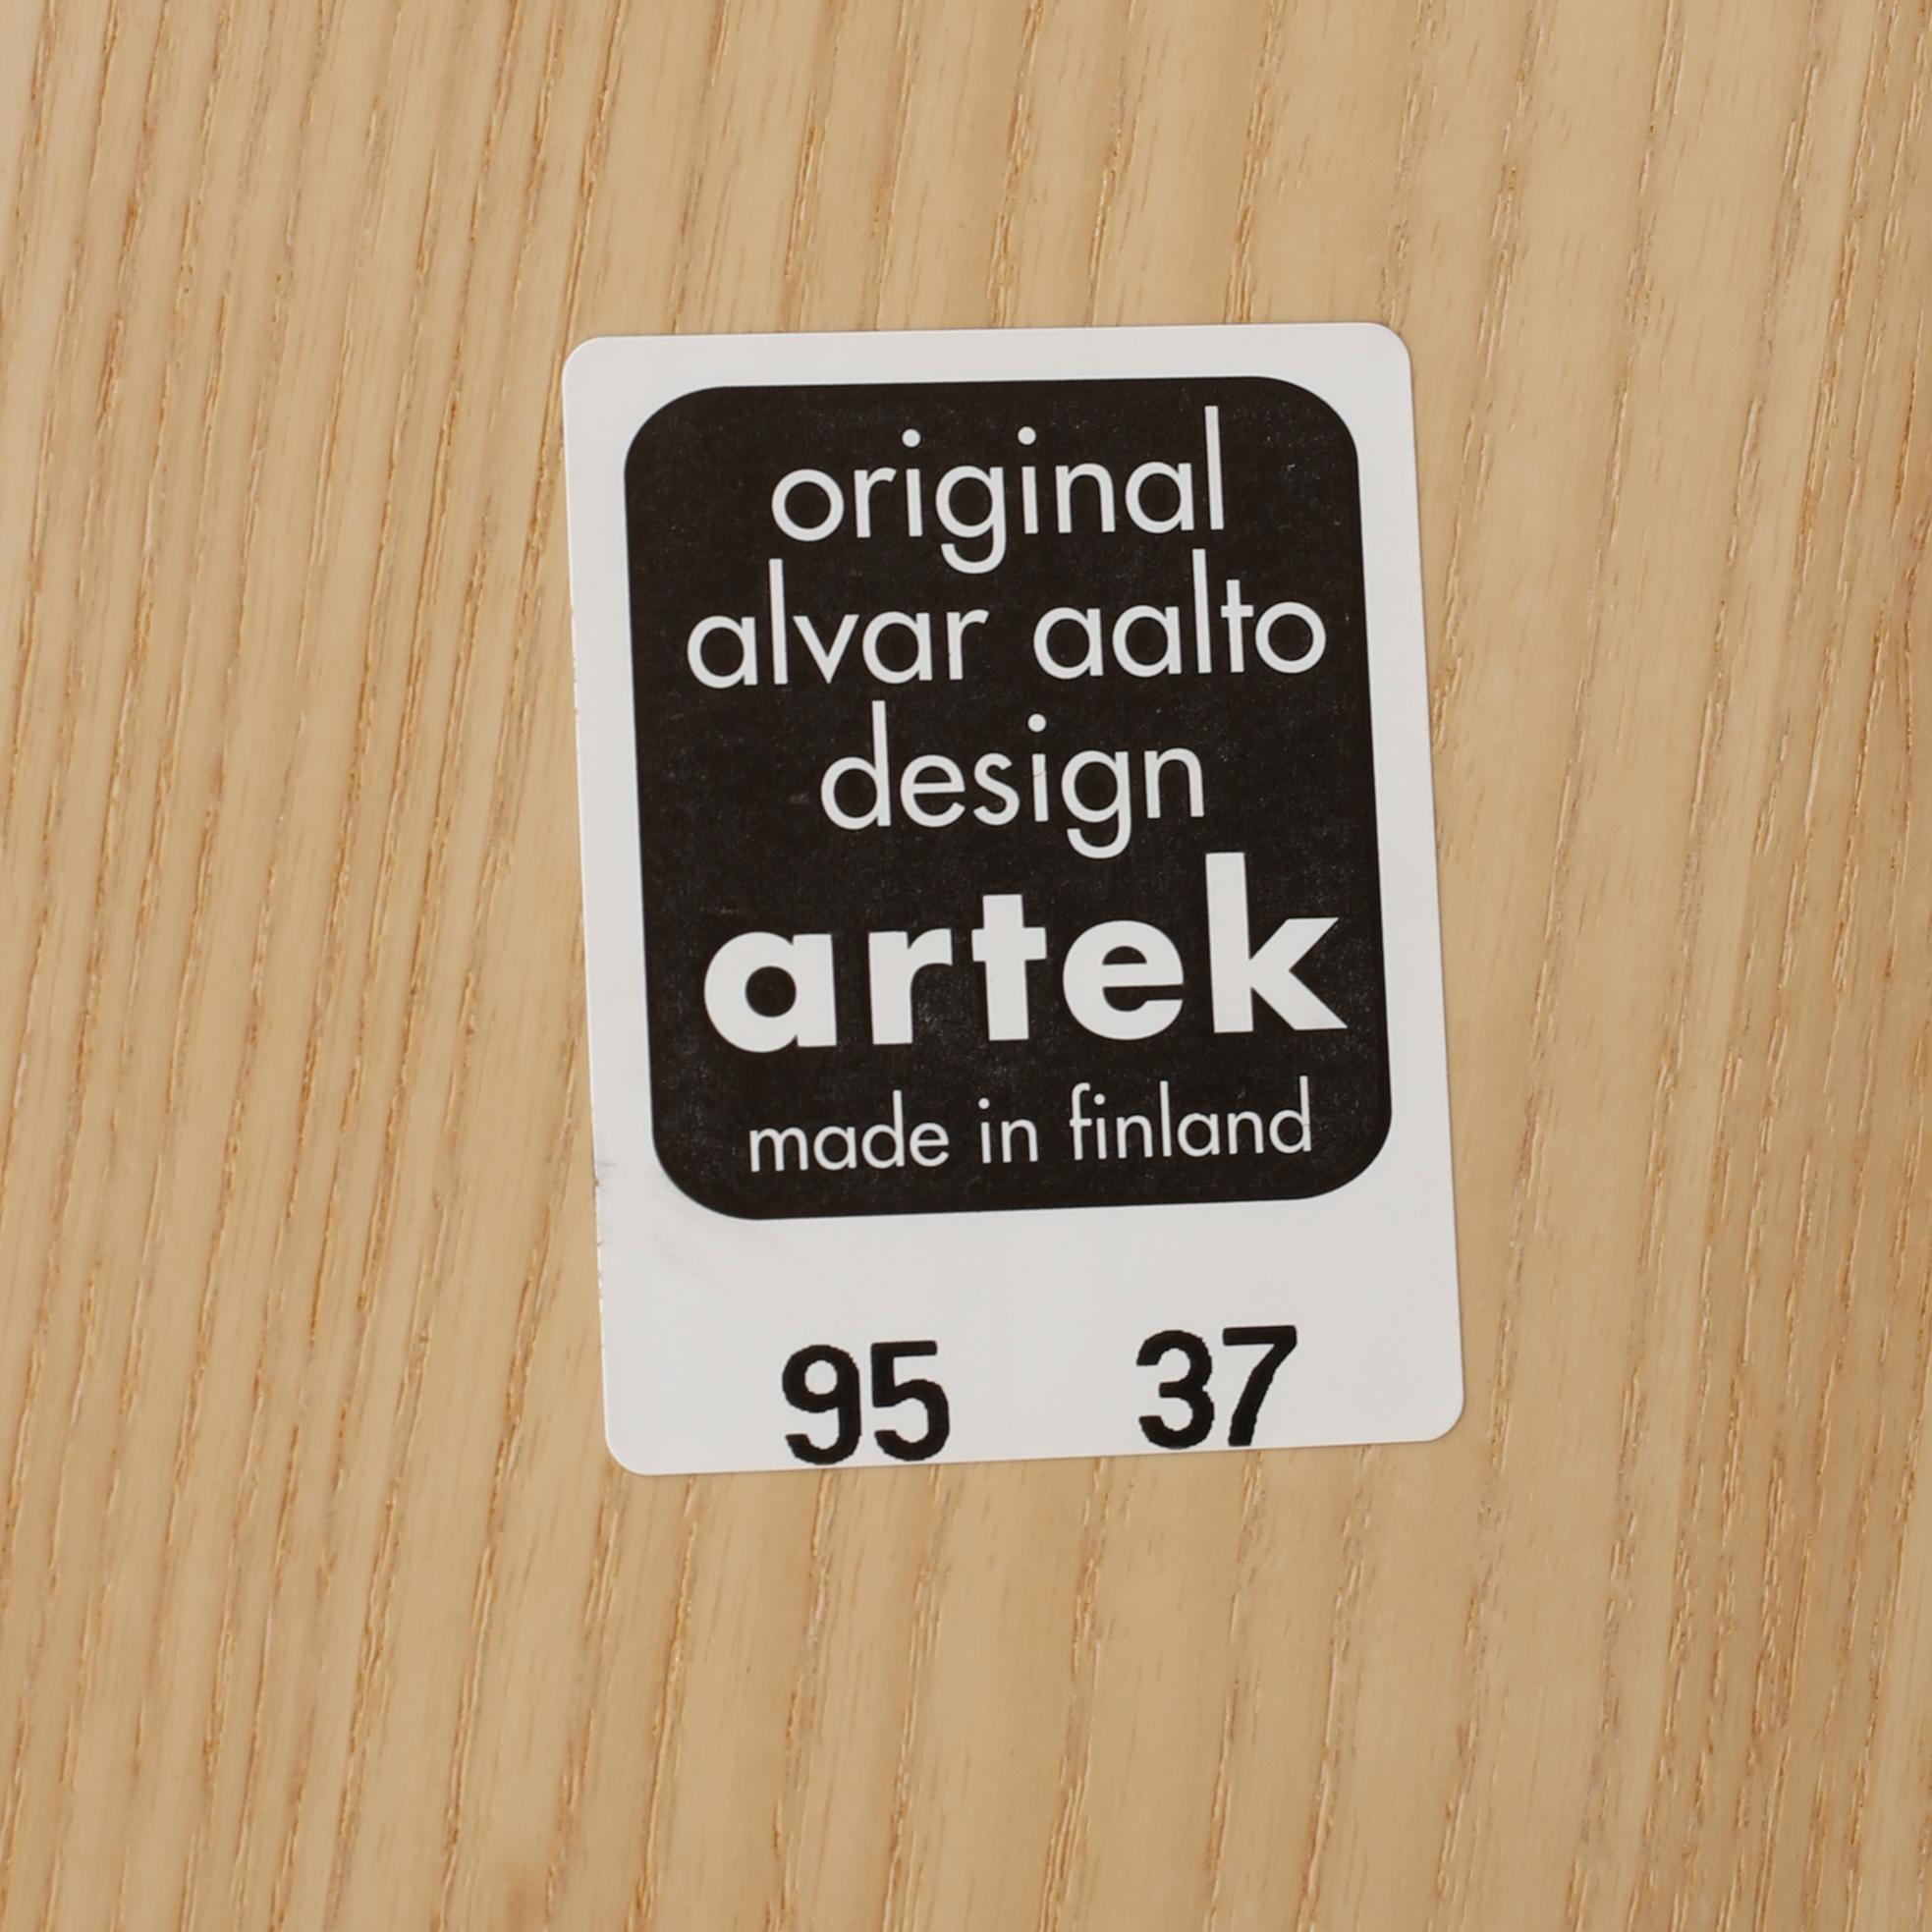 original
alvar aalto
design
artek
made in finland
95 37